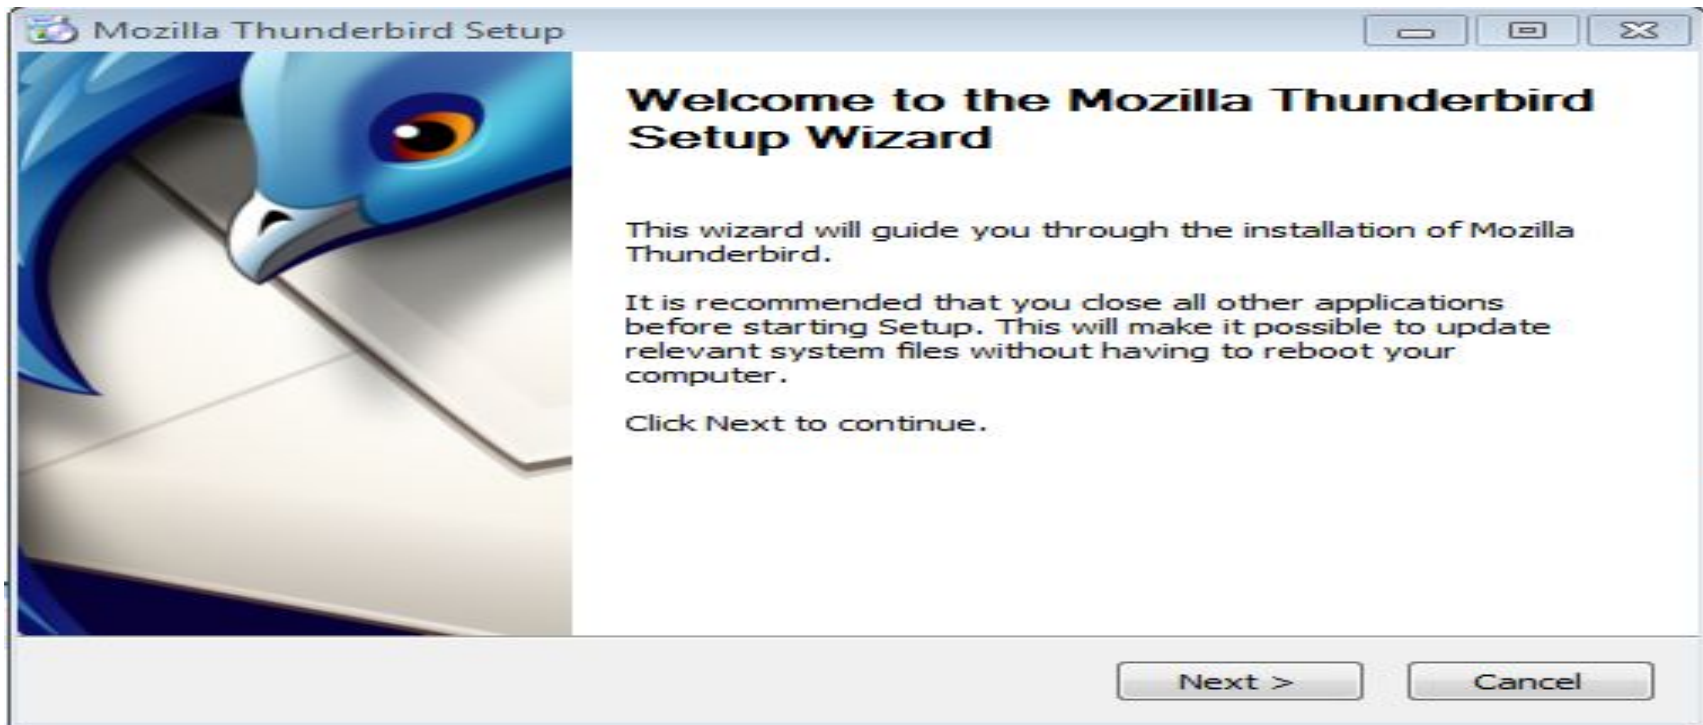 Mozilla Thunderbird Setup
Welcome to the Mozilla Thunderbird
Setup Wizard
This wizard will guide you through the installation of Mozilla
Thunderbird.
It is recommended that you close all other applications
before starting Setup. This will make it possible to update
relevant system files without having to reboot your
computer.
Click Next to continue.
Next >
Cancel